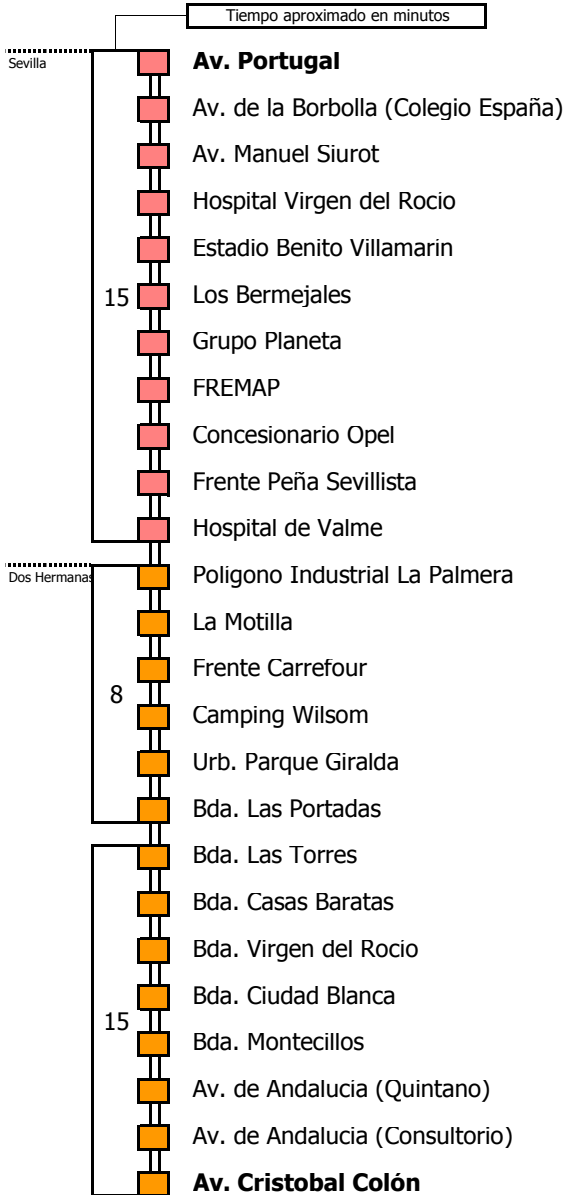 Tiempo aproximado en minutos
Sevilla
Av. Portugal
Av. de la Borbolla (Colegio España)
Av. Manuel Siurot
Hospital Virgen del Rocio
Estadio Benito Villamarin
15
Los Bermejales
Grupo Planeta
FREMAP
Concesionario Opel
Frente Peña Sevillista
Hospital de Valme
Dos Hermanas
Poligono Industrial La Palmera
La Motilla
Frente Carrefour
8
Camping Wilsom
Urb. Parque Giralda
Bda. Las Portadas
Bda. Las Torres
Bda. Casas Baratas
Bda. Virgen del Rocio
Bda. Ciudad Blanca
15
Bda. Montecillos
Av. de Andalucia (Quintano)
Av. de Andalucia (Consultorio)
Av. Cristobal Colón